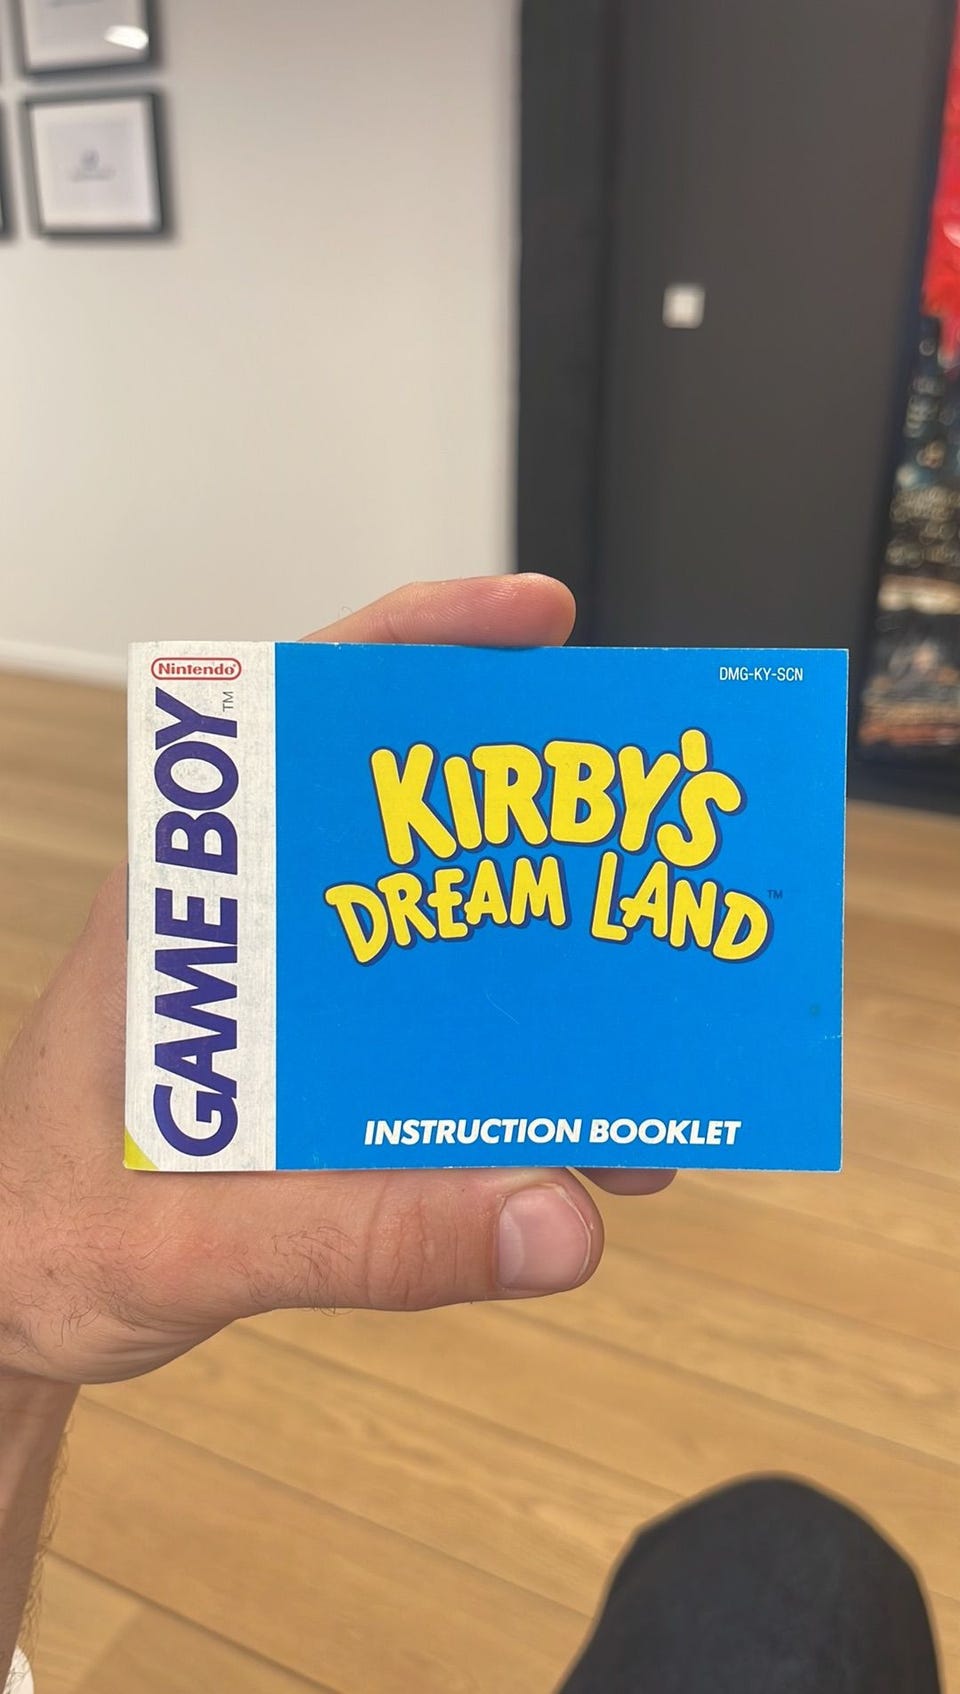 Nintendo®
GAME BOY™
DMG-KY-SCN
KIRBY'S
DREAM LAND™
INSTRUCTION BOOKLET